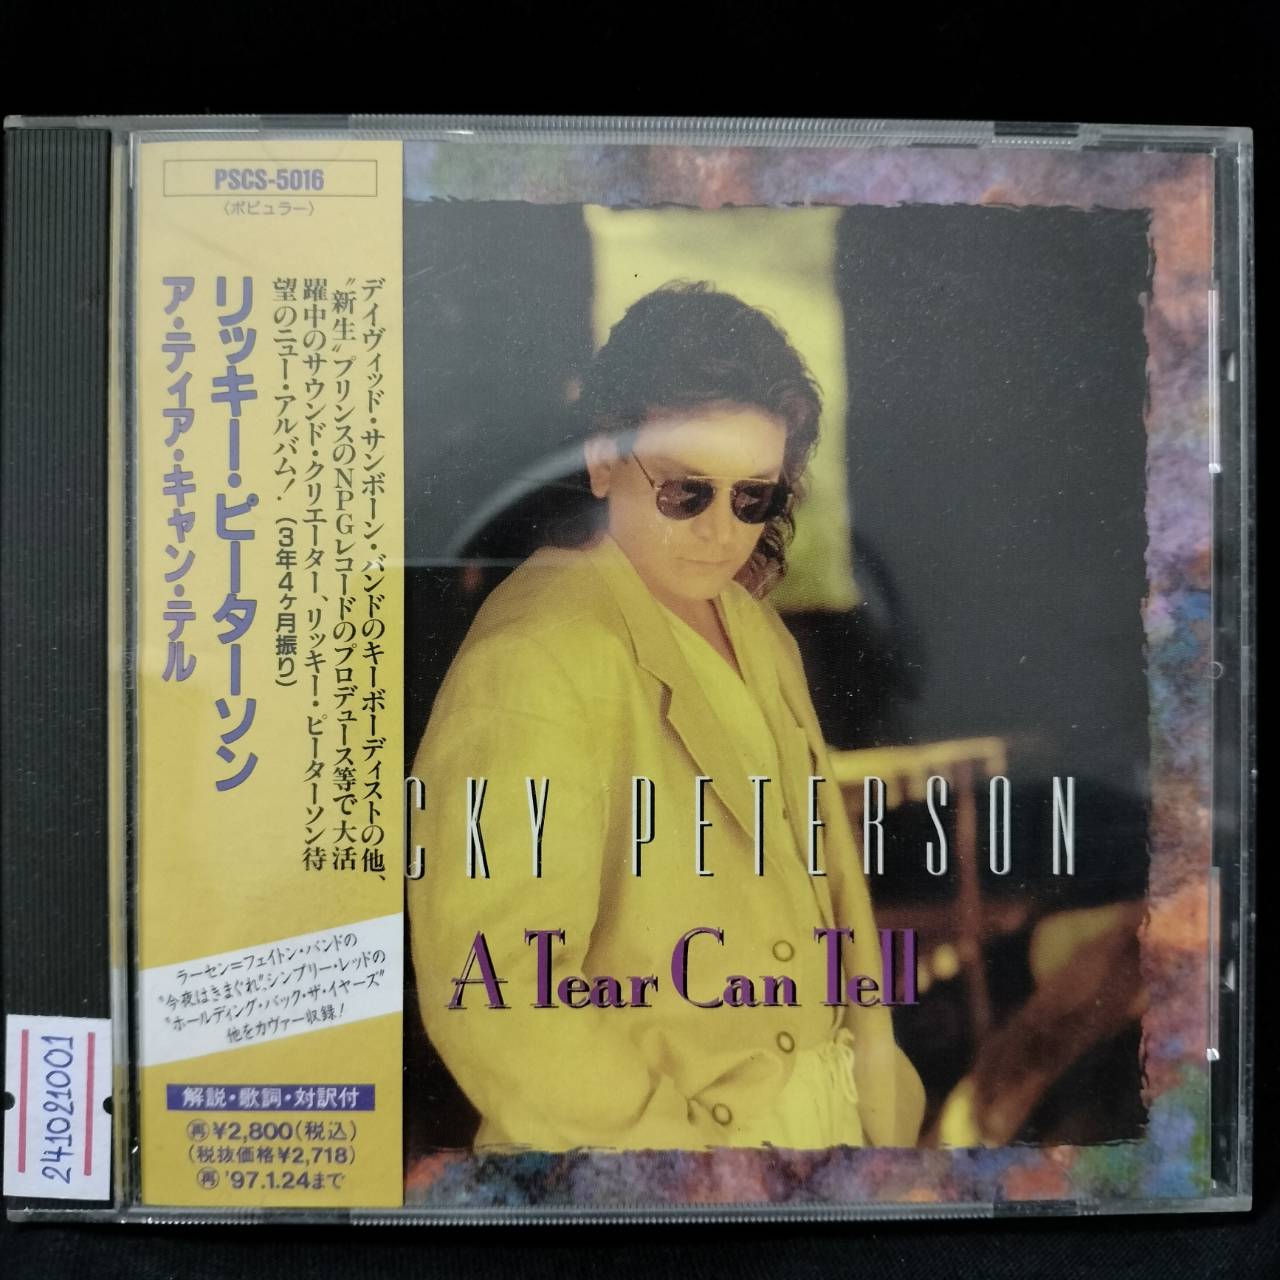 PSCS-5016
〈ポピュラー〉
デイヴィッド・サンボーン・バンドのキーボーディストの他、
〝新生〟プリンスのNPGレコードのプロデュース等で大活
躍中のサウンド・クリエーター、リッキー・ピーターソン待
望のニュー・アルバム!(3年4ヶ月振り)
リッキー・ピーターソン
ア・ティア・キャン・テル
ラーセン=フェイトン・バンドの
〝今夜はきまぐれ〟シンプリー・レッドの
〝ホールディング・バック・ザ・イヤーズ〟
他をカヴァー収録!
解説・歌詞・対訳付
再¥2,800(税込)
(税抜価格¥2,718)
再'97.1.24まで
CKY PETERSON
A Tear Can Tell
241021001